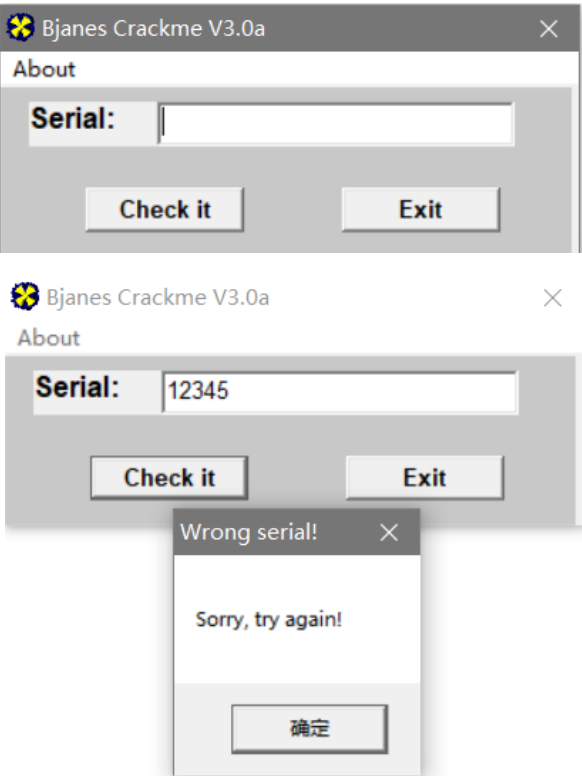 Bjanes Crackme V3.0a
About
Serial:
Check it Exit
Bjanes Crackme V3.0a
About
Serial: 12345
Check it Exit
Wrong serial!
Sorry, try again!
确定